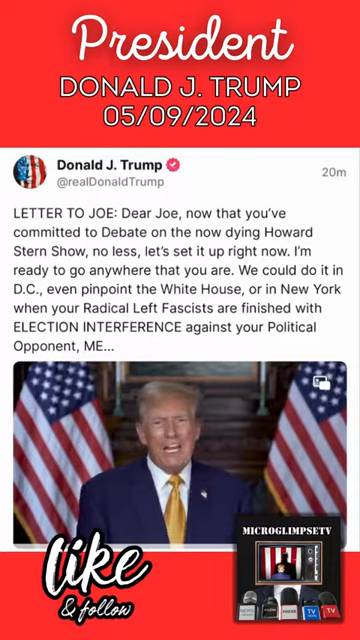 President
DONALD J. TRUMP
05/09/2024
Donald J. Trump
20m
@realDonaldTrump
LETTER TO JOE: Dear Joe, now that you've
committed to Debate on the now dying Howard
Stern Show, no less, let's set it up right now. I'm
ready to go anywhere that you are. We could do it in
D.C., even pinpoint the White House, or in New York
when your Radical Left Fascists are finished with
ELECTION INTERFERENCE against your Political
Opponent, ME...
like
& follow
MICROGLIMPSETV
NEWS
PRESS
TV
TV